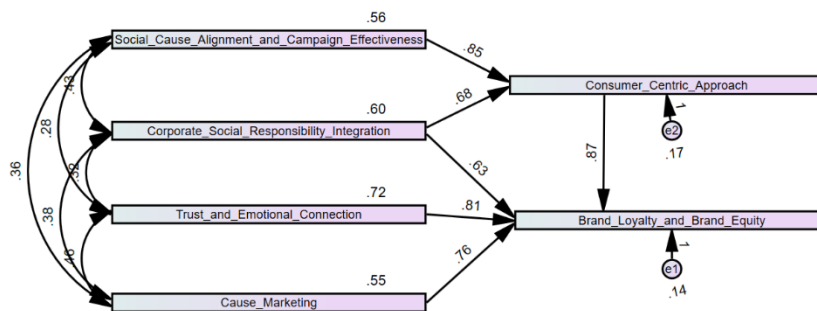 .56
Social_Cause_Alignment_and_Campaign_Effectiveness
.85
Consumer_Centric_Approach
.43
.68
1
e2
.17
.60
Corporate_Social_Responsibility_Integration
.28
.63
.87
.36
.32
.72
Trust_and_Emotional_Connection
.81
Brand_Loyalty_and_Brand_Equity
.38
.76
1
e1
.14
.46
.55
Cause_Marketing